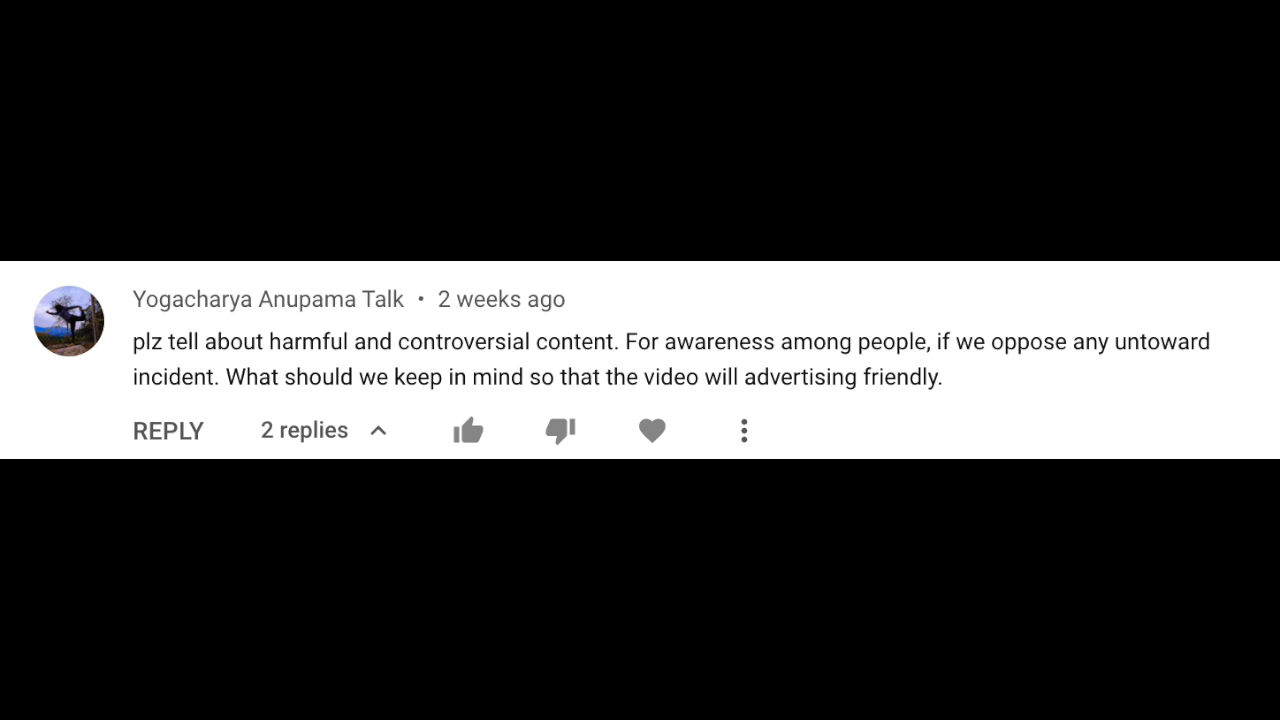 Yogacharya Anupama Talk • 2 weeks ago
plz tell about harmful and controversial content. For awareness among people, if we oppose any untoward
incident. What should we keep in mind so that the video will advertising friendly.
REPLY 2 replies